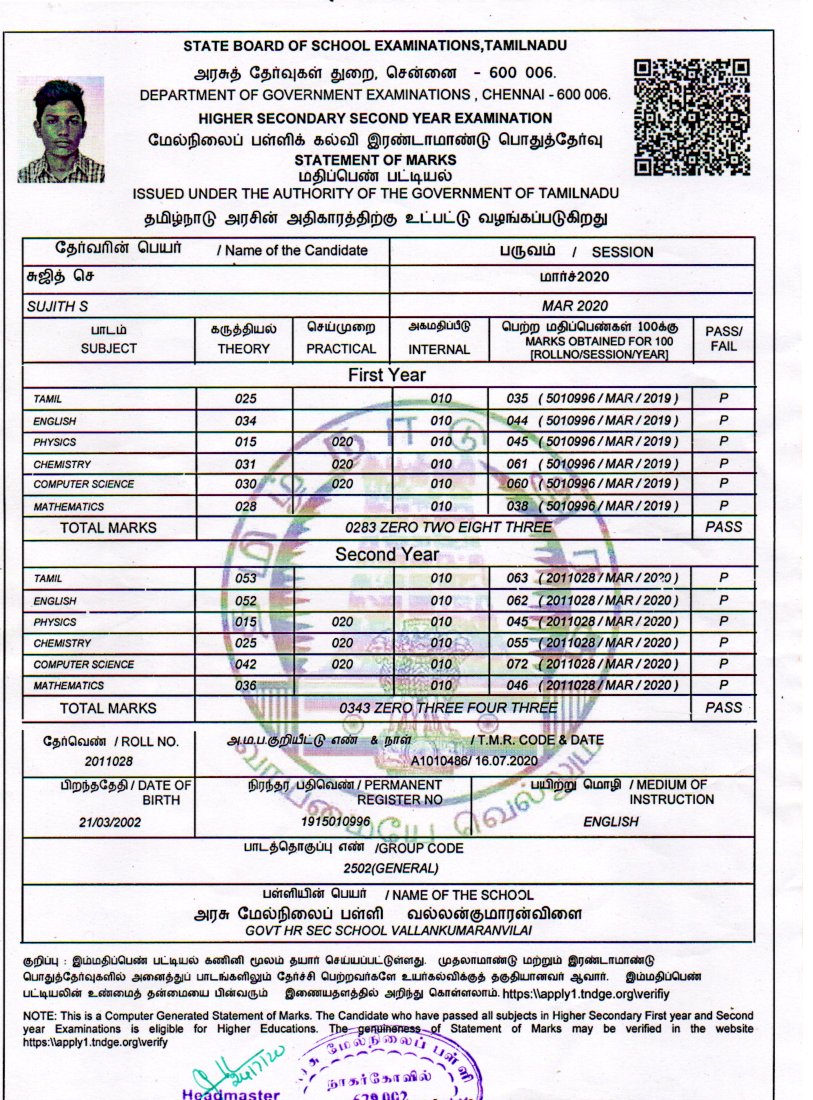 STATE BOARD OF SCHOOL EXAMINATIONS,TAMILNADU
அரசுத் தேர்வுகள் துறை, சென்னை - 600 006.
DEPARTMENT OF GOVERNMENT EXAMINATIONS , CHENNAI - 600 006.
HIGHER SECONDARY SECOND YEAR EXAMINATION
மேல்நிலைப் பள்ளிக் கல்வி இரண்டாமாண்டு பொதுத்தேர்வு
STATEMENT OF MARKS
மதிப்பெண் பட்டியல்
ISSUED UNDER THE AUTHORITY OF THE GOVERNMENT OF TAMILNADU
தமிழ்நாடு அரசின் அதிகாரத்திற்கு உட்பட்டு வழங்கப்படுகிறது
தேர்வரின் பெயர் / Name of the Candidate பருவம் / SESSION
சுஜித் செ மார்ச்2020
SUJITH S MAR 2020
பாடம் கருத்தியல் செய்முறை அகமதிப்பீடு பெற்ற மதிப்பெண்கள் 100க்கு PASS/
SUBJECT THEORY PRACTICAL INTERNAL MARKS OBTAINED FOR 100 FAIL
[ROLLNO/SESSION/YEAR]
First Year
TAMIL 025 010 035 ( 5010996 / MAR / 2019 ) P
ENGLISH 034 010 044 ( 5010996 / MAR / 2019 ) P
PHYSICS 015 020 010 045 ( 5010996 / MAR / 2019 ) P
CHEMISTRY 031 020 010 061 ( 5010996 / MAR / 2019 ) P
COMPUTER SCIENCE 030 020 010 060 ( 5010996 / MAR / 2019 ) P
MATHEMATICS 028 010 038 ( 5010996 / MAR / 2019 ) P
TOTAL MARKS 0283 ZERO TWO EIGHT THREE PASS
Second Year
TAMIL 053 010 063 ( 2011028 / MAR / 2020 ) P
ENGLISH 052 010 062 ( 2011028 / MAR / 2020 ) P
PHYSICS 015 020 010 045 ( 2011028 / MAR / 2020 ) P
CHEMISTRY 025 020 010 055 ( 2011028 / MAR / 2020 ) P
COMPUTER SCIENCE 042 020 010 072 ( 2011028 / MAR / 2020 ) P
MATHEMATICS 036 010 046 ( 2011028 / MAR / 2020 ) P
TOTAL MARKS 0343 ZERO THREE FOUR THREE PASS
தேர்வெண் / ROLL NO. அ.ம.ப.குறியீட்டு எண் & நாள் / T.M.R. CODE & DATE
2011028 A1010486/ 16.07.2020
பிறந்ததேதி / DATE OF BIRTH நிரந்தர பதிவெண் / PERMANENT REGISTER NO பயிற்று மொழி / MEDIUM OF INSTRUCTION
21/03/2002 1915010996 ENGLISH
பாடத்தொகுப்பு எண் /GROUP CODE
2502(GENERAL)
பள்ளியின் பெயர் / NAME OF THE SCHOOL
அரசு மேல்நிலைப் பள்ளி வல்லன்குமாரன்விளை
GOVT HR SEC SCHOOL VALLANKUMARANVILAI
குறிப்பு : இம்மதிப்பெண் பட்டியல் கணினி மூலம் தயார் செய்யப்பட்டுள்ளது. முதலாமாண்டு மற்றும் இரண்டாமாண்டு
பொதுத்தேர்வுகளில் அனைத்துப் பாடங்களிலும் தேர்ச்சி பெற்றவர்களே உயர்கல்விக்குத் தகுதியானவர் ஆவார். இம்மதிப்பெண்
பட்டியலின் உண்மைத் தன்மையை பின்வரும் இணையதளத்தில் அறிந்து கொள்ளலாம். https:\\apply1.tndge.org\verifiy
NOTE: This is a Computer Generated Statement of Marks. The Candidate who have passed all subjects in Higher Secondary First year and Second
year Examinations is eligible for Higher Educations. The genuineness of Statement of Marks may be verified in the website
https:\\apply1.tndge.org\verify
அரசு மேல்நிலைப் பள்ளி
நாகர்கோவில்
629 002
Headmaster
வாய்மையே வெல்லும்